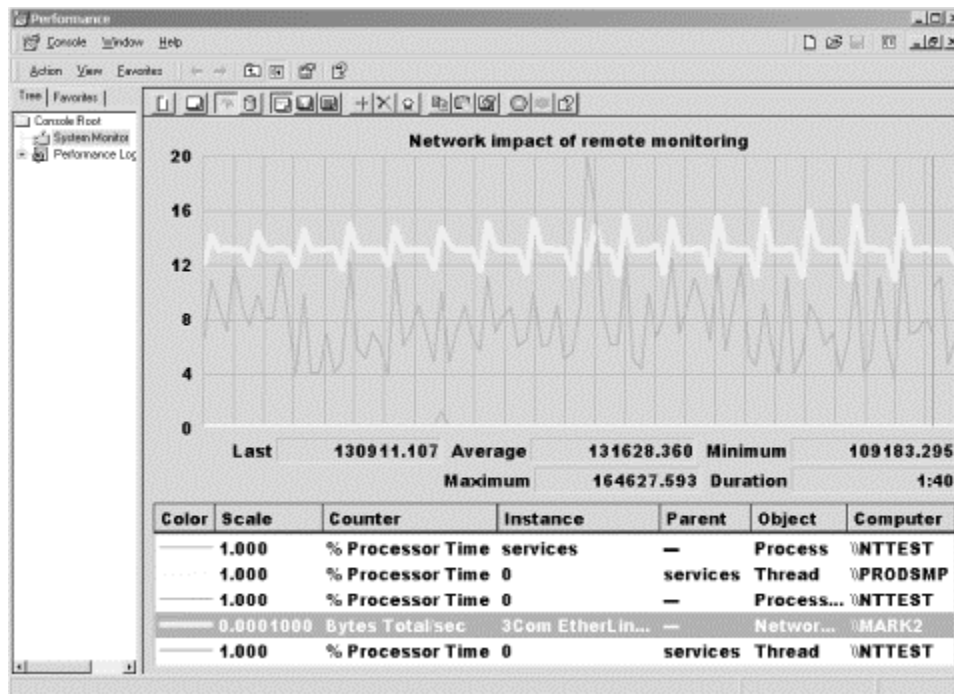 Performance
Console Window Help
Action View Favorites
Tree Favorites
Console Root
System Monitor
Performance Log
Network impact of remote monitoring
20
16
12
8
4
0
Last 130911.107 Average 131628.360 Minimum 109183.295
Maximum 164627.593 Duration 1:40
Color Scale Counter Instance Parent Object Computer
1.000 % Processor Time services — Process \\NTTEST
1.000 % Processor Time 0 services Thread \\PRODSMP
1.000 % Processor Time 0 — Process... \\NTTEST
0.0001000 Bytes Total/sec 3Com EtherLin... — Networ... \\MARK2
1.000 % Processor Time 0 services Thread \\NTTEST